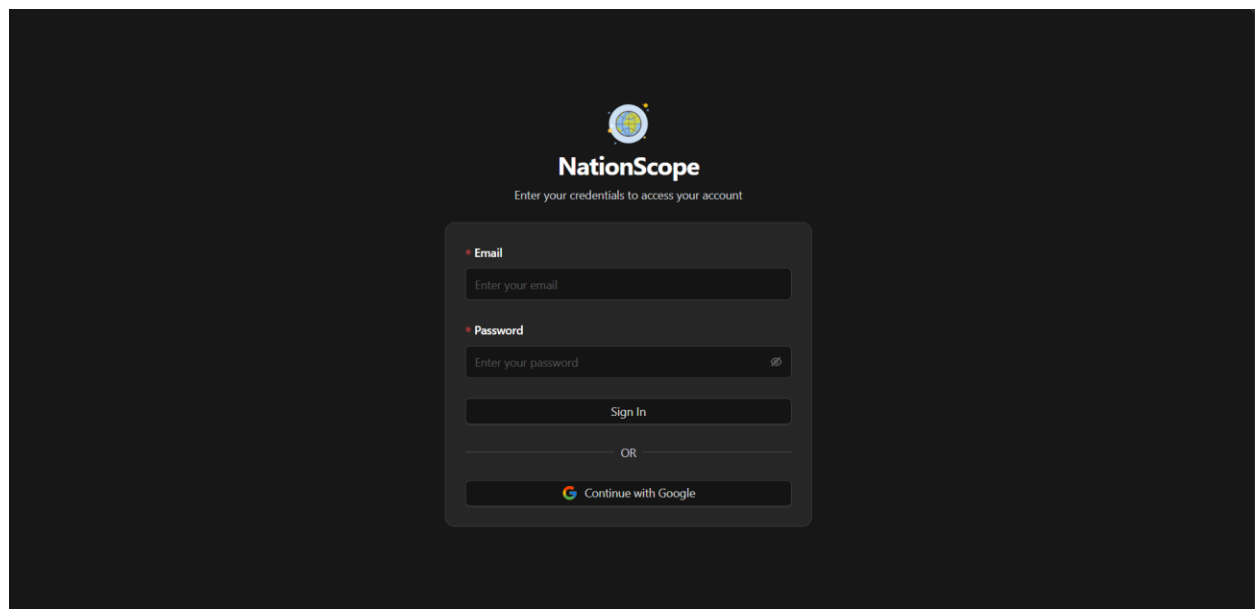 NationScope
Enter your credentials to access your account
* Email
Enter your email
* Password
Enter your password
Sign In
OR
Continue with Google